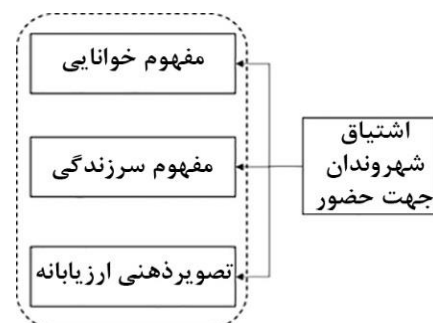 مفهوم خوانایی
اشتیاق
شهروندان
جهت حضور
مفهوم سرزندگی
تصویرذهنی ارزیابانه